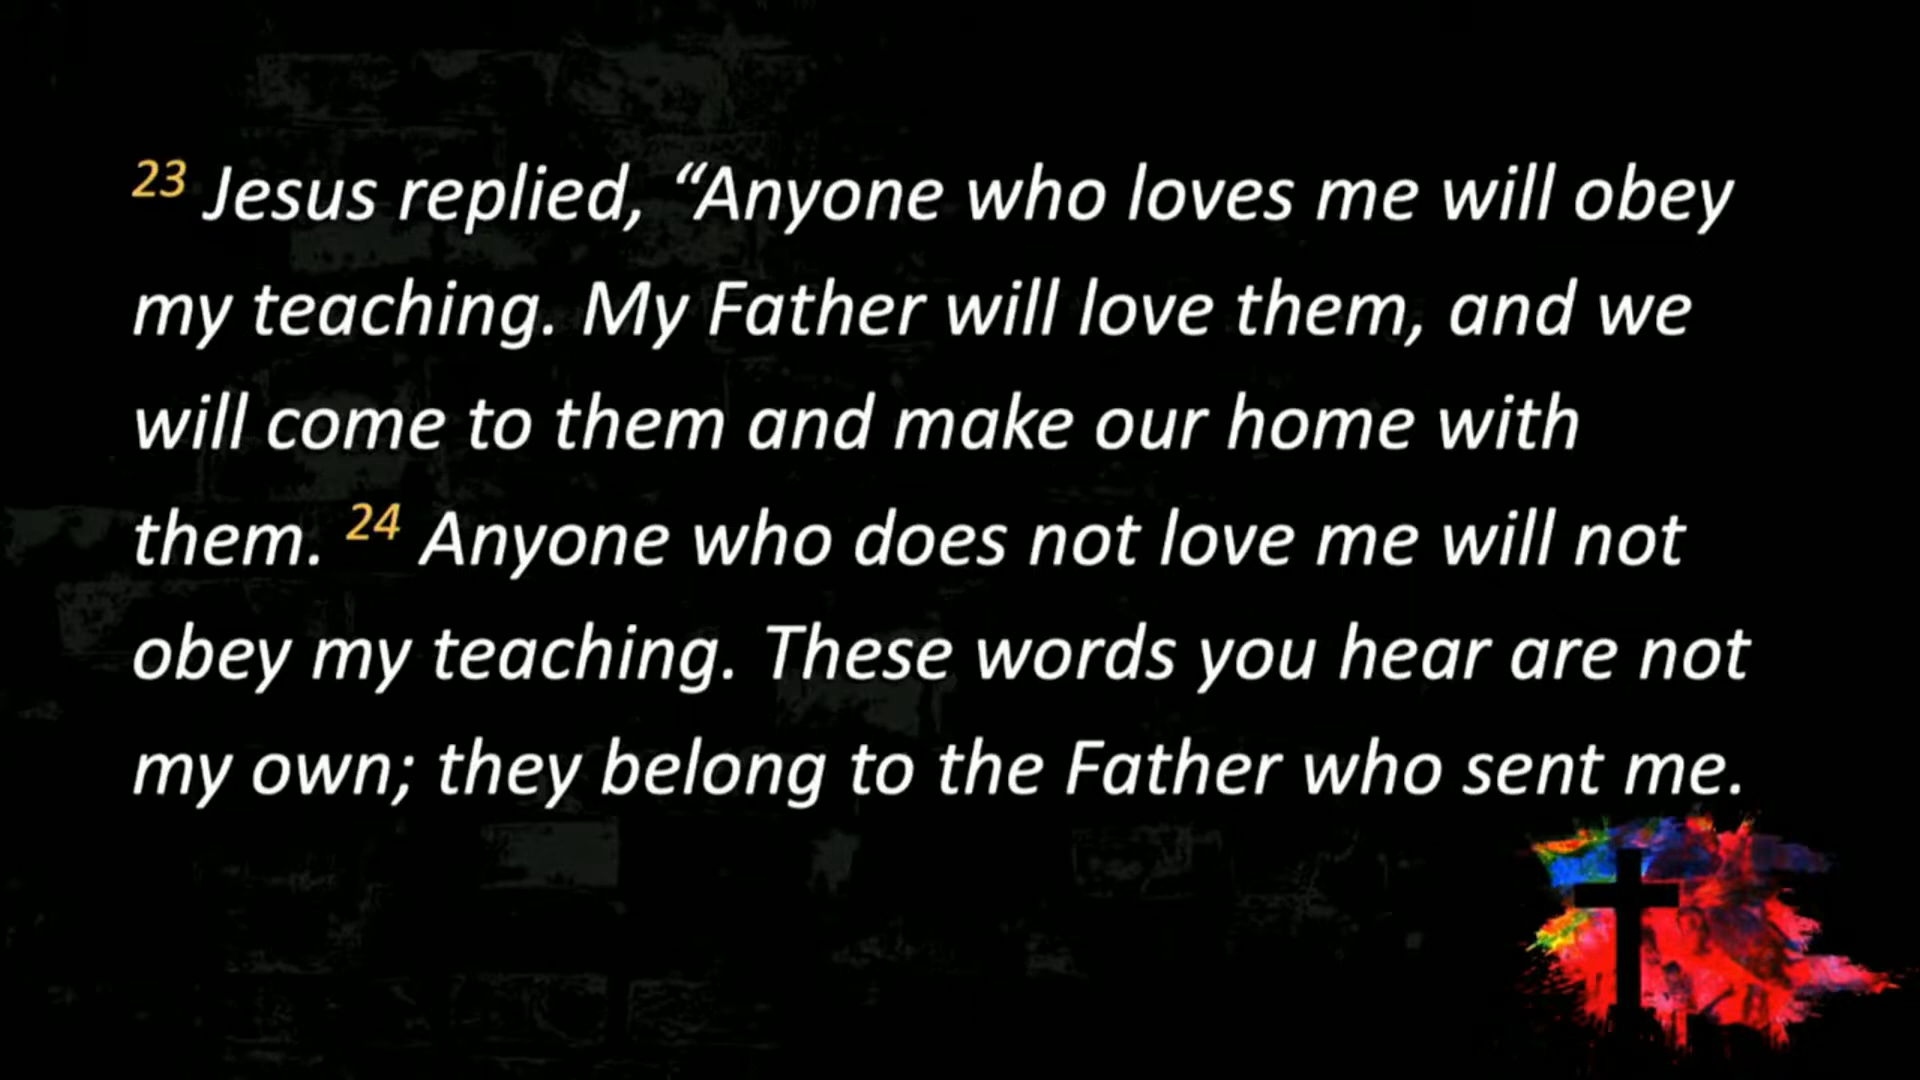 23 Jesus replied, “Anyone who loves me will obey
my teaching. My Father will love them, and we
will come to them and make our home with
them. 24 Anyone who does not love me will not
obey my teaching. These words you hear are not
my own; they belong to the Father who sent me.